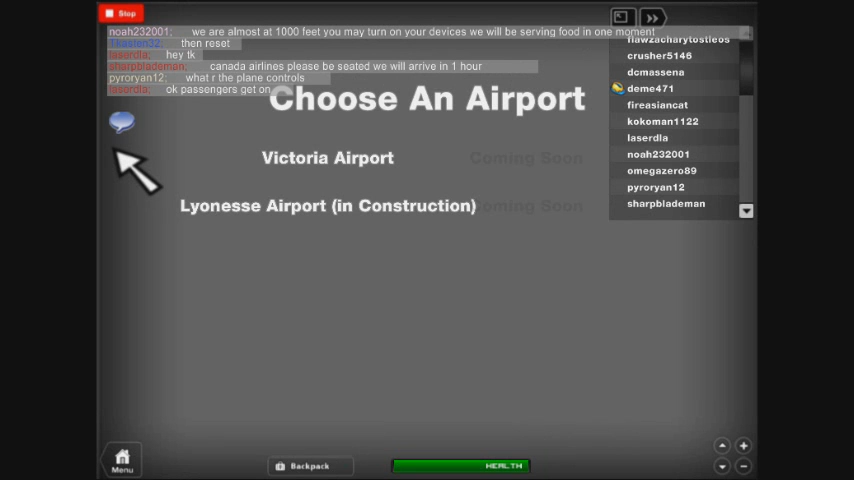 Stop
noah232001; we are almost at 1000 feet you may turn on your devices we will be serving food in one moment
Tkasten32; then reset
laserdla; hey tk
sharpblademan; canada airlines please be seated we will arrive in 1 hour
pyroryan12; what r the plane controls
laserdla; ok passengers get on
flawzacharytostleos
crusher5146
dcmassena
deme471
fireasiancat
kokoman1122
laserdla
noah232001
omegazero89
pyroryan12
sharpblademan
Choose An Airport
Victoria Airport Coming Soon
Lyonesse Airport (in Construction) Coming Soon
Menu
Backpack
HEALTH